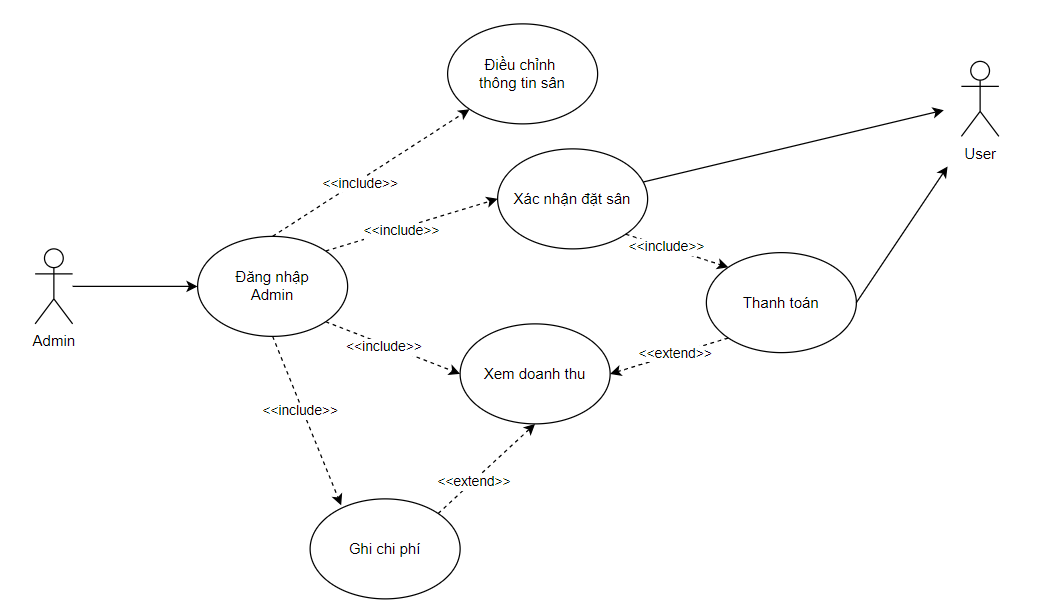 Điều chỉnh
thông tin sân
User
<<include>>
Xác nhận đặt sân
<<include>>
<<include>>
Đăng nhập
Admin
Thanh toán
Admin
<<include>>
<<extend>>
Xem doanh thu
<<include>>
<<extend>>
Ghi chi phí